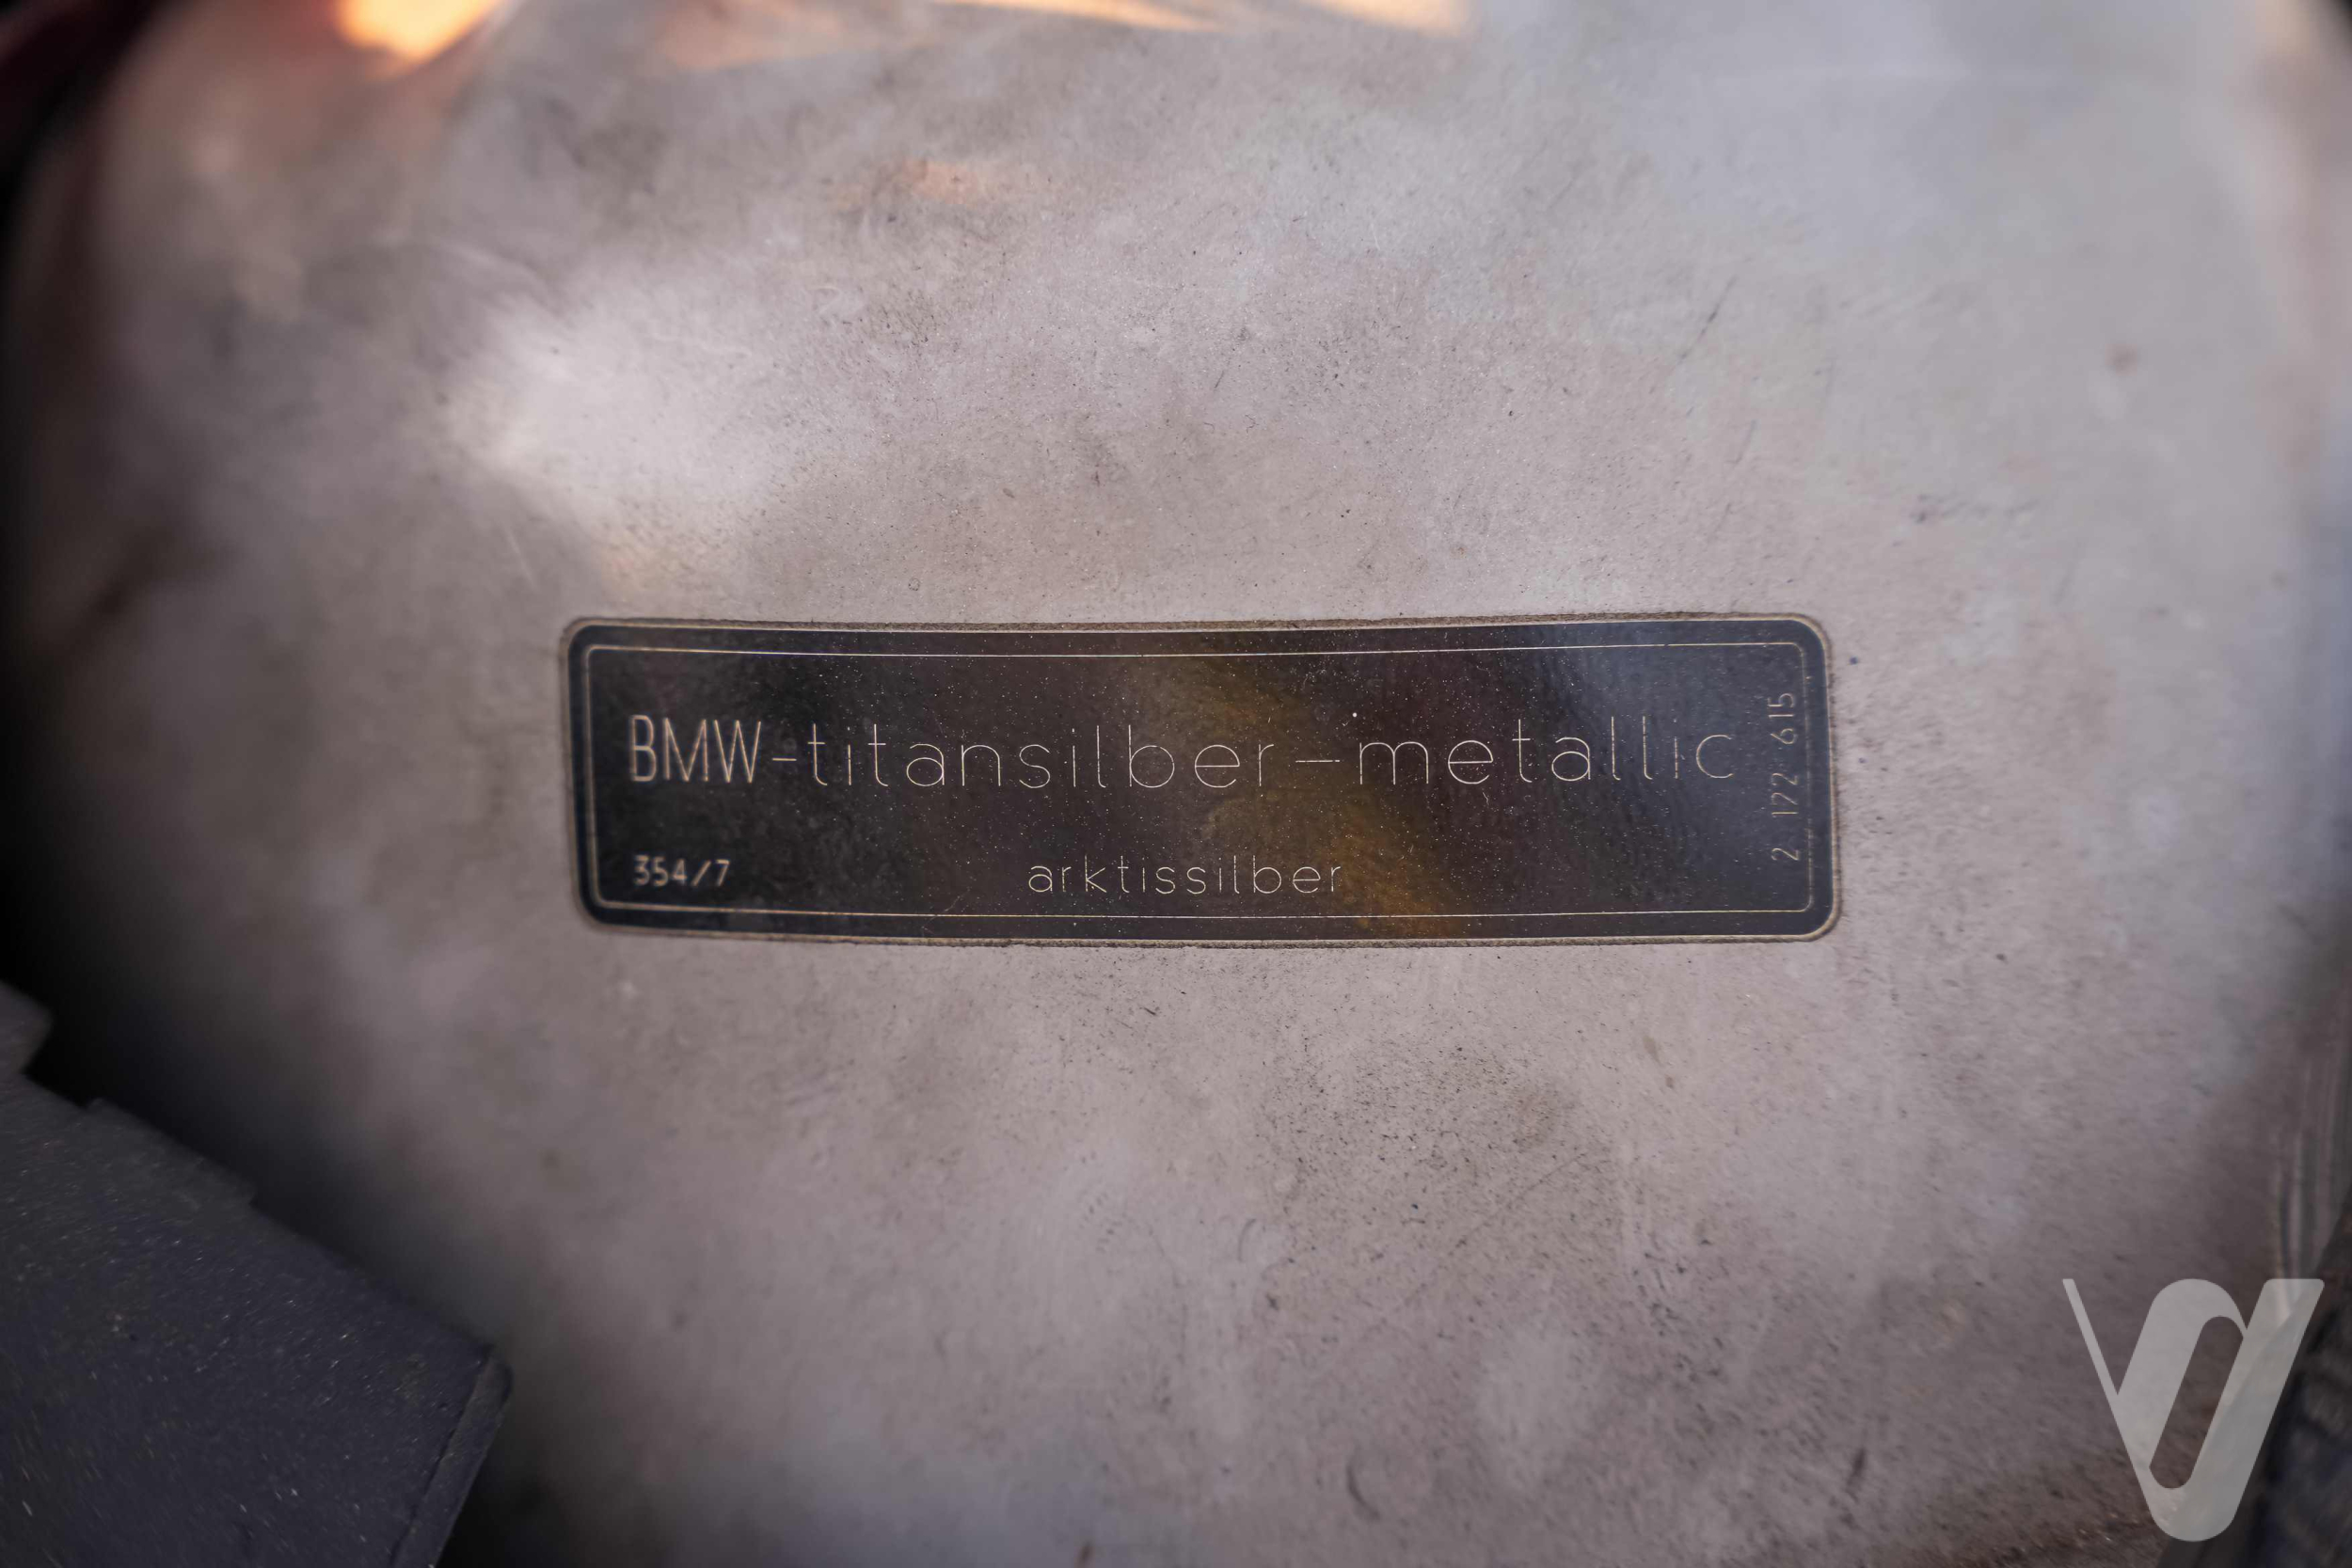 BMW-titansilber-metallic
354/7
arktissilber
2 122 615